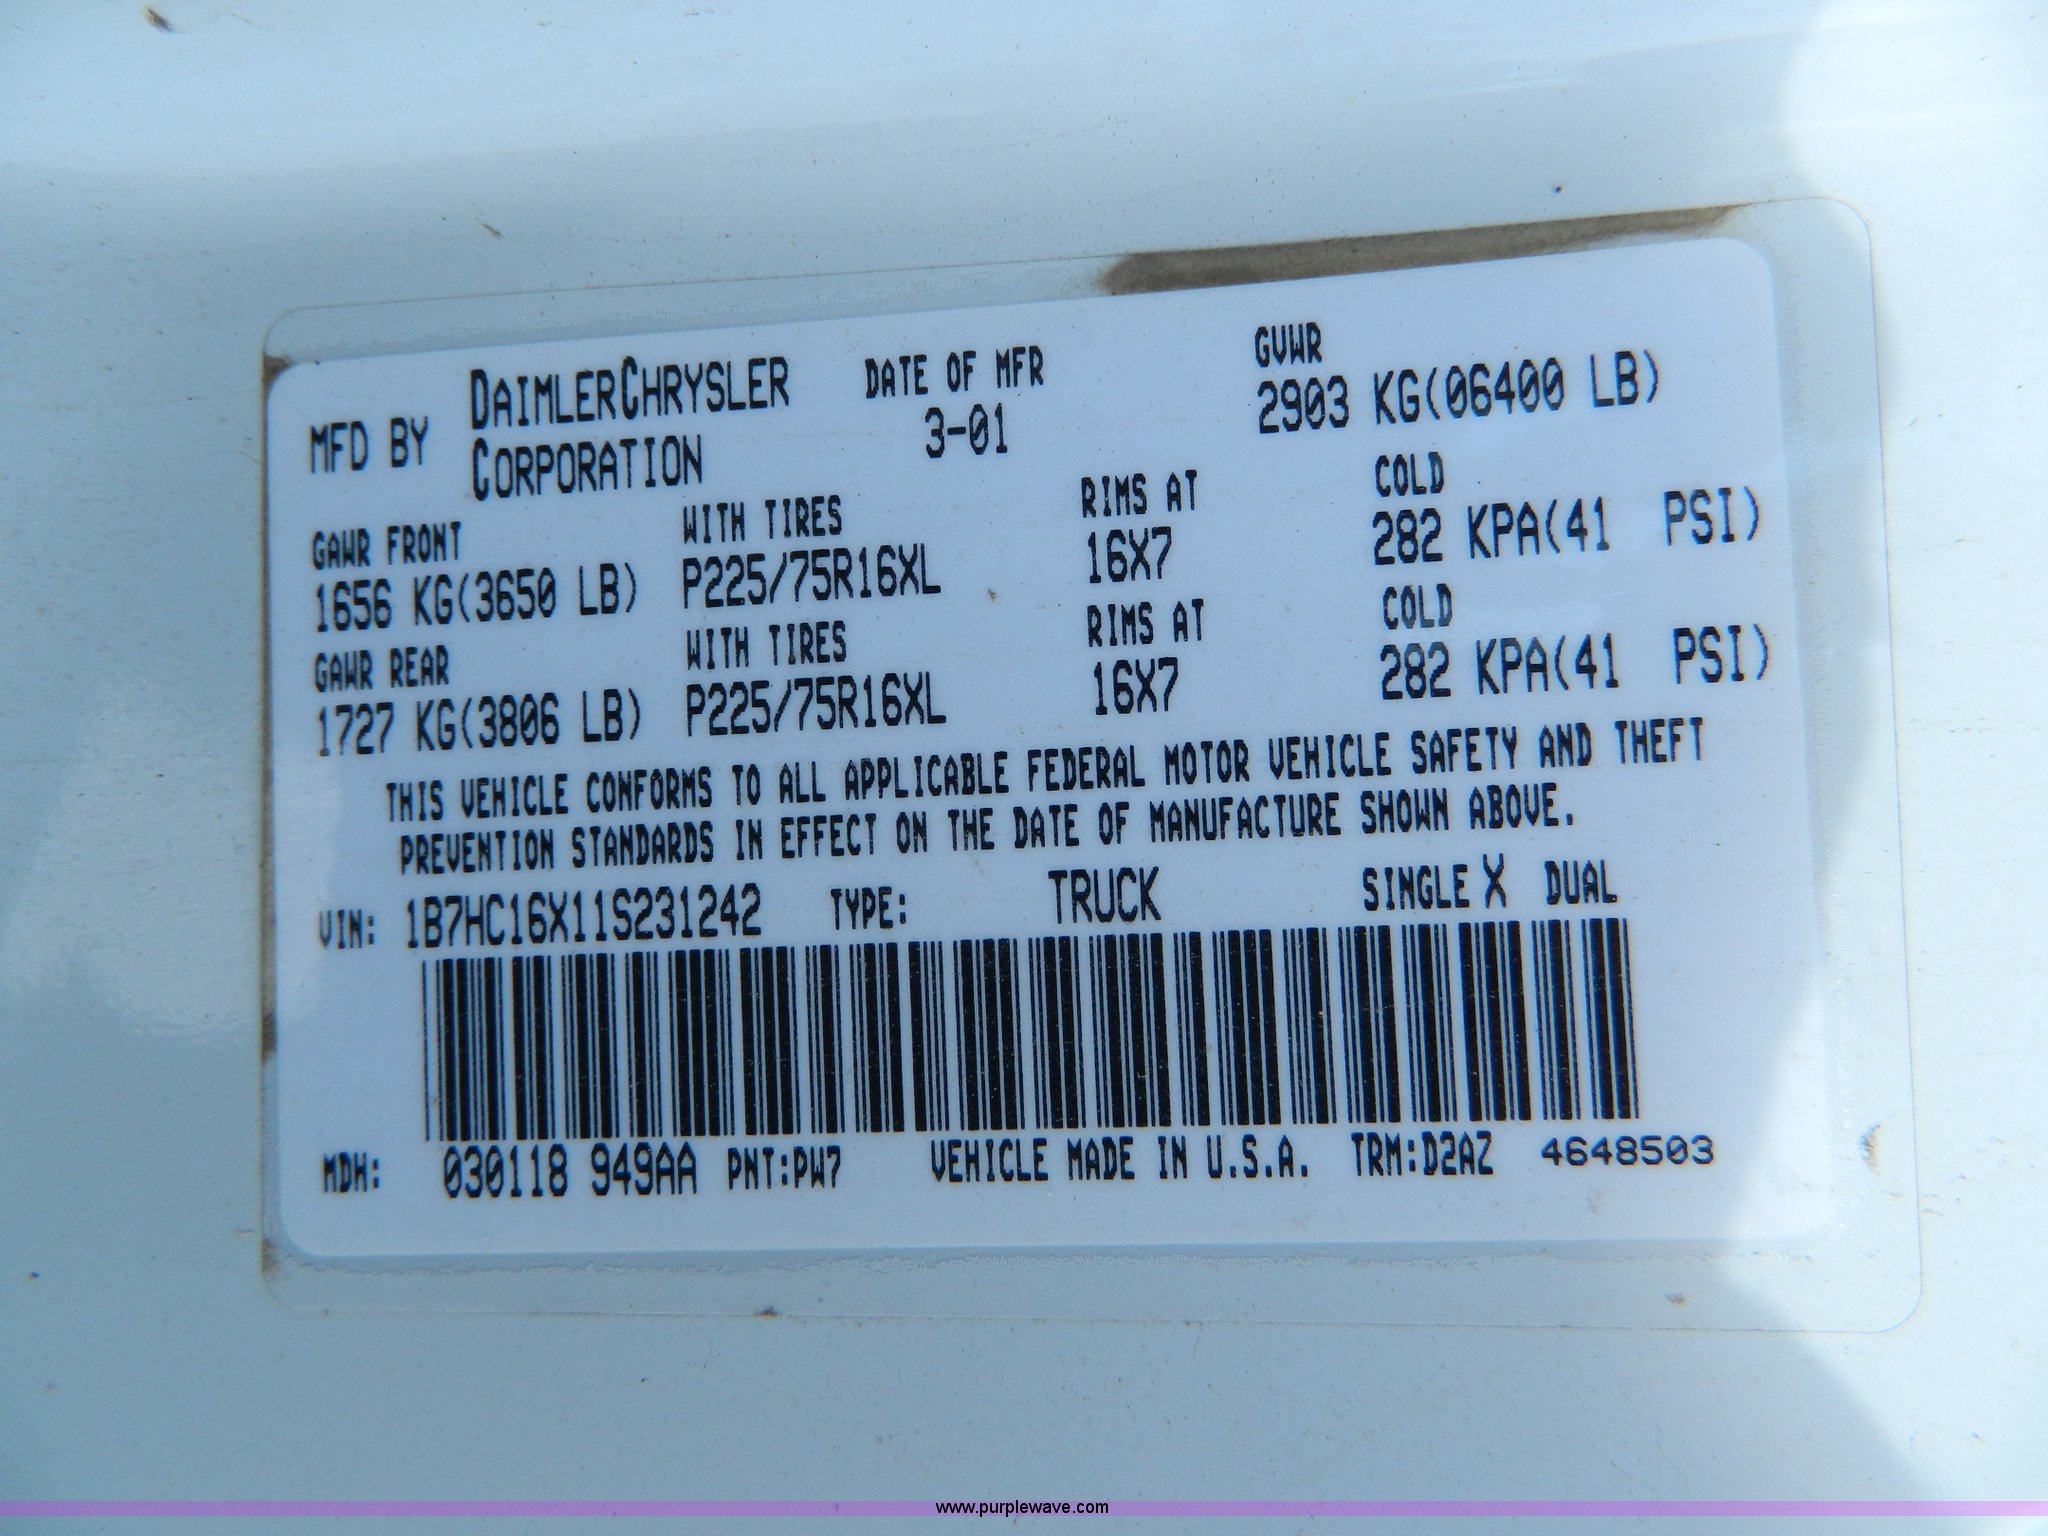 MFD BY DAIMLERCHRYSLER CORPORATION DATE OF MFR 3-01 GVWR 2903 KG(06400 LB)
GAWR FRONT WITH TIRES RIMS AT COLD
1656 KG(3650 LB) P225/75R16XL 16X7 282 KPA(41 PSI)
GAWR REAR WITH TIRES RIMS AT COLD
1727 KG(3806 LB) P225/75R16XL 16X7 282 KPA(41 PSI)
THIS VEHICLE CONFORMS TO ALL APPLICABLE FEDERAL MOTOR VEHICLE SAFETY AND THEFT
PREVENTION STANDARDS IN EFFECT ON THE DATE OF MANUFACTURE SHOWN ABOVE.
VIN: 1B7HC16X11S231242 TYPE: TRUCK SINGLE X DUAL
MDH: 030118 949AA PNT:PW7 VEHICLE MADE IN U.S.A. TRM:D2AZ 4648503
www.purplewave.com